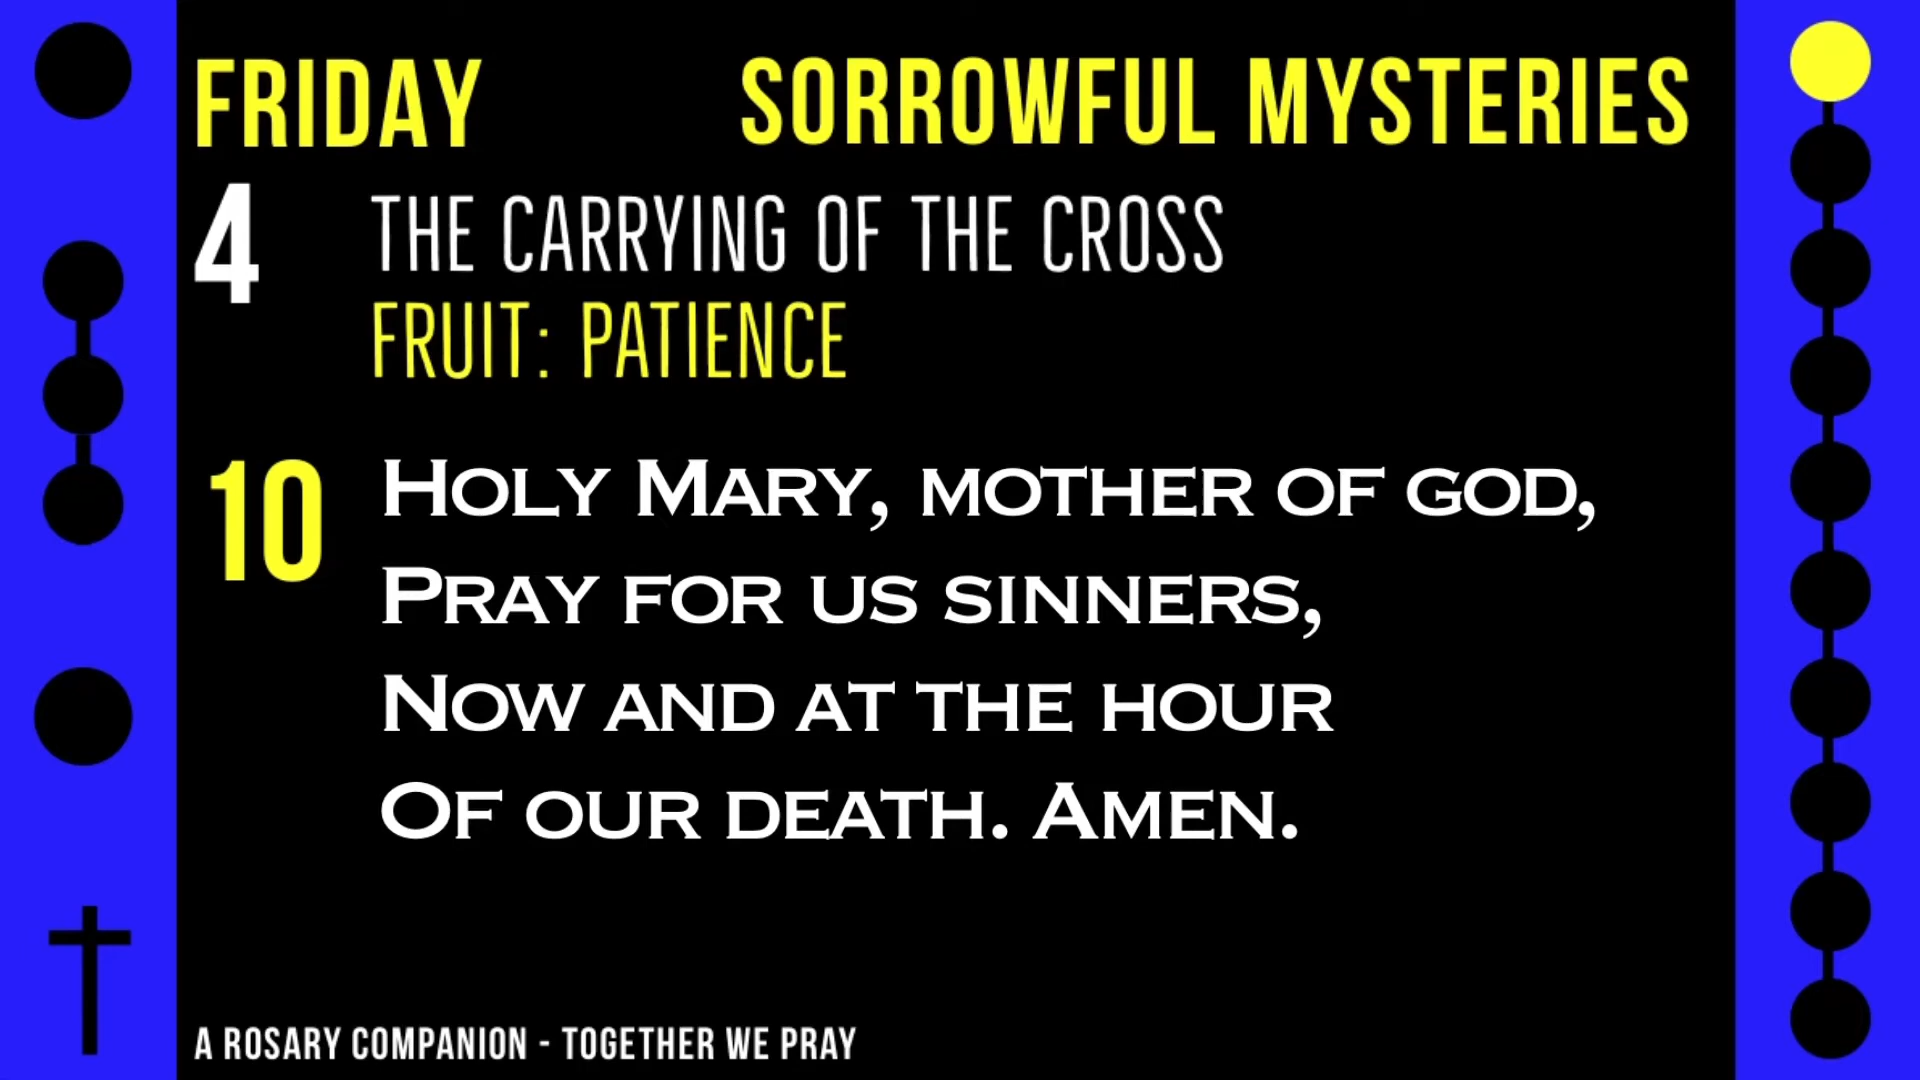 FRIDAY SORROWFUL MYSTERIES
4 THE CARRYING OF THE CROSS
FRUIT: PATIENCE
10 HOLY MARY, MOTHER OF GOD,
PRAY FOR US SINNERS,
NOW AND AT THE HOUR
OF OUR DEATH. AMEN.
A ROSARY COMPANION - TOGETHER WE PRAY